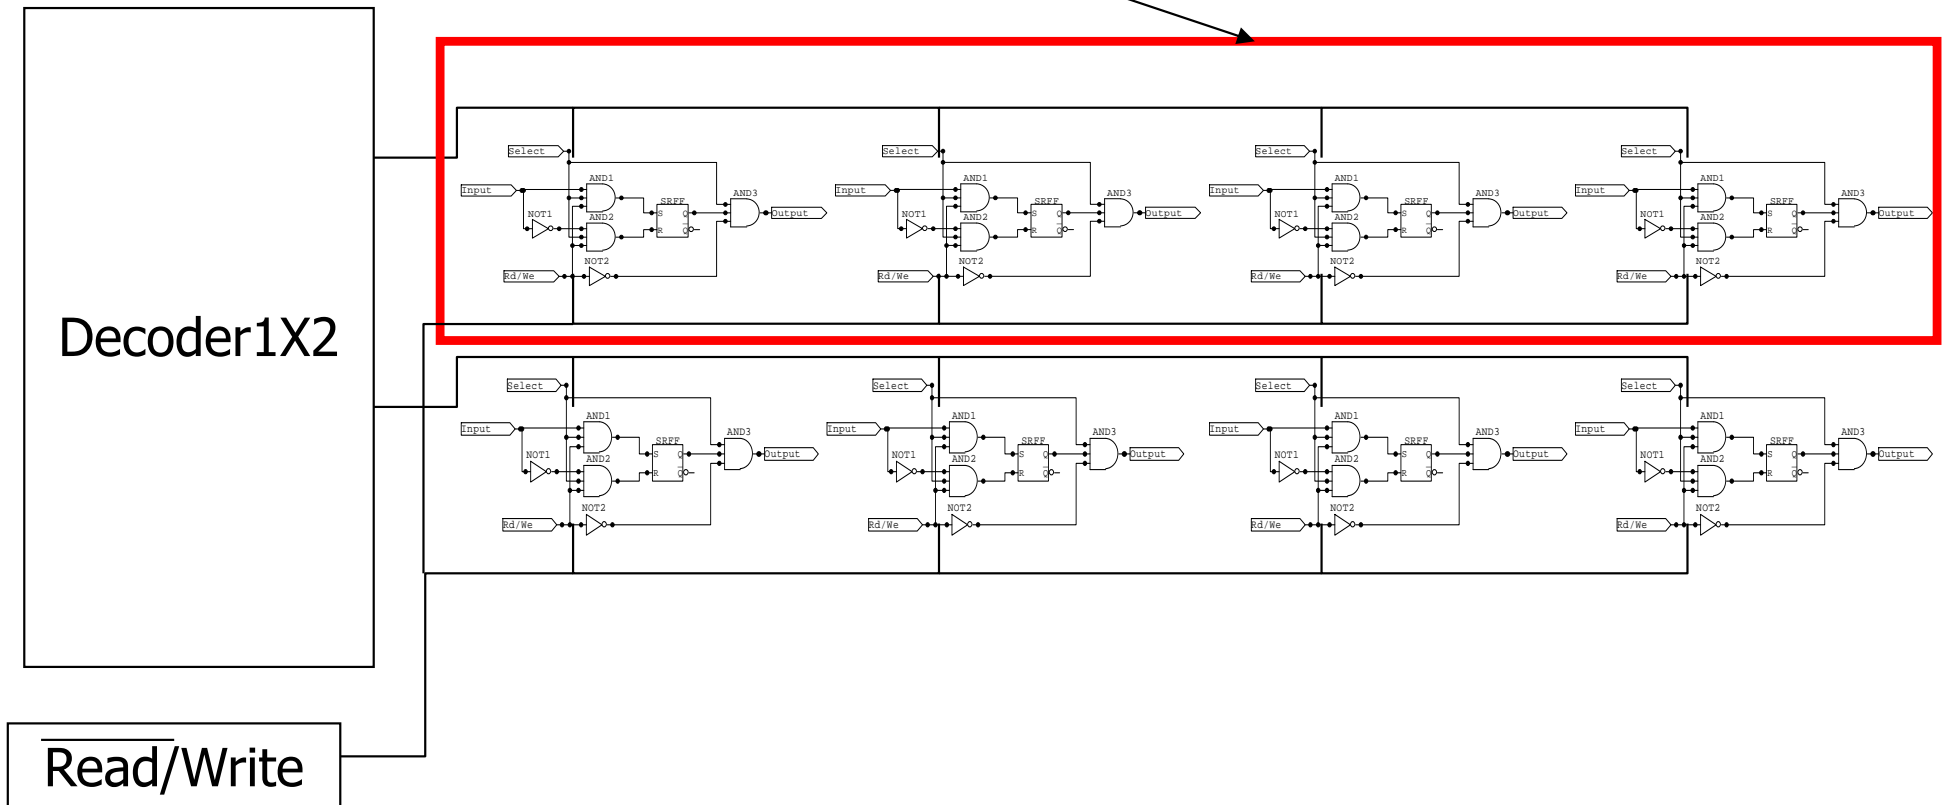 Decoder1X2
Select
Select
Select
Select
Input
AND1
AND3
Input
AND1
AND3
Input
AND1
AND3
Input
AND1
AND3
NOT1
AND2
SRFF
S
Q
R
Q
Output
NOT1
AND2
SRFF
S
Q
R
Q
Output
NOT1
AND2
SRFF
S
Q
R
Q
Output
NOT1
AND2
SRFF
S
Q
R
Q
Output
Rd/We
NOT2
Rd/We
NOT2
Rd/We
NOT2
Rd/We
NOT2
Select
Select
Select
Select
Input
AND1
AND3
Input
AND1
AND3
Input
AND1
AND3
Input
AND1
AND3
NOT1
AND2
SRFF
S
Q
R
Q
Output
NOT1
AND2
SRFF
S
Q
R
Q
Output
NOT1
AND2
SRFF
S
Q
R
Q
Output
NOT1
AND2
SRFF
S
Q
R
Q
Output
Rd/We
NOT2
Rd/We
NOT2
Rd/We
NOT2
Rd/We
NOT2
Read/Write